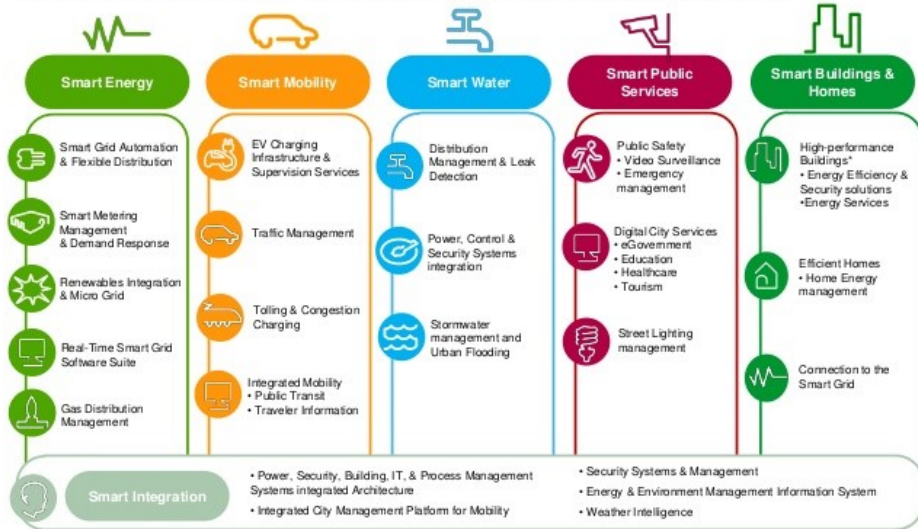 Smart Energy
Smart Grid Automation
& Flexible Distribution
Smart Metering
Management
& Demand Response
Renewables Integration
& Micro Grid
Real-Time Smart Grid
Software Suite
Gas Distribution
Management
Smart Mobility
EV Charging
Infrastructure &
Supervision Services
Traffic Management
Tolling & Congestion
Charging
Integrated Mobility
• Public Transit
• Traveler Information
Smart Water
Distribution
Management & Leak
Detection
Power, Control &
Security Systems
integration
Stormwater
management and
Urban Flooding
Smart Public
Services
Public Safety
• Video Surveillance
• Emergency
management
Digital City Services
• eGovernment
• Education
• Healthcare
• Tourism
Street Lighting
management
Smart Buildings &
Homes
High-performance
Buildings*
• Energy Efficiency &
Security solutions
•Energy Services
Efficient Homes
• Home Energy
management
Connection to the
Smart Grid
Smart Integration
• Power, Security, Building, IT, & Process Management
Systems integrated Architecture
• Integrated City Management Platform for Mobility
• Security Systems & Management
• Energy & Environment Management Information System
• Weather Intelligence